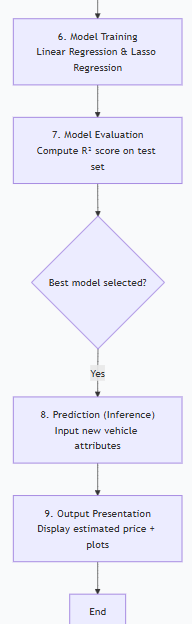 6. Model Training
Linear Regression & Lasso
Regression
7. Model Evaluation
Compute R² score on test
set
Best model selected?
Yes
8. Prediction (Inference)
Input new vehicle
attributes
9. Output Presentation
Display estimated price +
plots
End